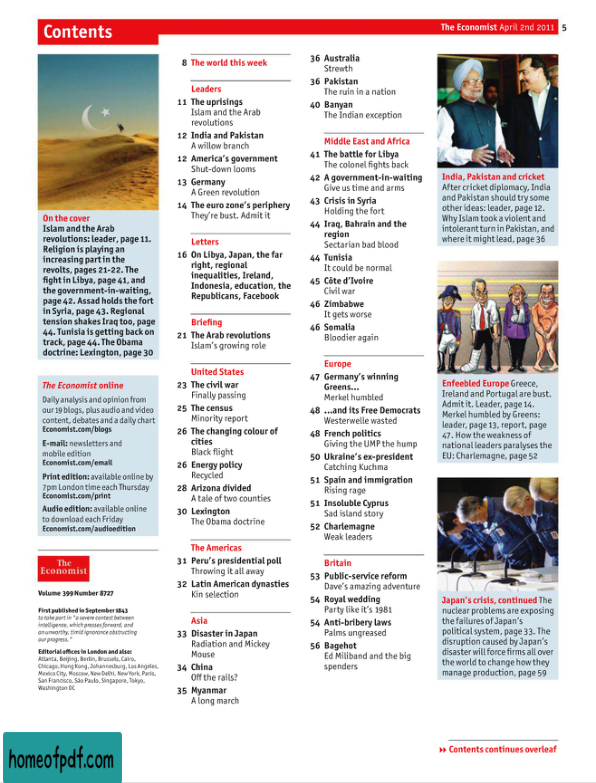 Contents
The Economist April 2nd 2011 5
On the cover
Islam and the Arab
revolutions: leader, page 11.
Religion is playing an
increasing part in the
revolts, pages 21-22. The
fight in Libya, page 41, and
the government-in-waiting,
page 42. Assad holds the fort
in Syria, page 43. Regional
tension shakes Iraq too, page
44. Tunisia is getting back on
track, page 44. The Obama
doctrine: Lexington, page 30
The Economist online
Daily analysis and opinion from
our 19 blogs, plus audio and video
content, debates and a daily chart
Economist.com/blogs
E-mail: newsletters and
mobile edition
Economist.com/email
Print edition: available online by
7pm London time each Thursday
Economist.com/print
Audio edition: available online
to download each Friday
Economist.com/audioedition
The
Economist
Volume 399 Number 8727
First published in September 1843
to take part in "a severe contest between
intelligence, which presses forward, and
an unworthy, timid ignorance obstructing
our progress."
Editorial offices in London and also:
Atlanta, Beijing, Berlin, Brussels, Cairo,
Chicago, Hong Kong, Johannesburg, Los Angeles,
Mexico City, Moscow, New Delhi, New York, Paris,
San Francisco, São Paulo, Singapore, Tokyo,
Washington DC
8 The world this week
Leaders
11 The uprisings
Islam and the Arab
revolutions
12 India and Pakistan
A willow branch
12 America's government
Shut-down looms
13 Germany
A Green revolution
14 The euro zone's periphery
They're bust. Admit it
Letters
16 On Libya, Japan, the far
right, regional
inequalities, Ireland,
Indonesia, education, the
Republicans, Facebook
Briefing
21 The Arab revolutions
Islam's growing role
United States
23 The civil war
Finally passing
25 The census
Minority report
26 The changing colour of
cities
Black flight
26 Energy policy
Recycled
28 Arizona divided
A tale of two counties
30 Lexington
The Obama doctrine
The Americas
31 Peru's presidential poll
Throwing it all away
32 Latin American dynasties
Kin selection
Asia
33 Disaster in Japan
Radiation and Mickey
Mouse
34 China
Off the rails?
35 Myanmar
A long march
36 Australia
Strewth
36 Pakistan
The ruin in a nation
40 Banyan
The Indian exception
Middle East and Africa
41 The battle for Libya
The colonel fights back
42 A government-in-waiting
Give us time and arms
43 Crisis in Syria
Holding the fort
44 Iraq, Bahrain and the
region
Sectarian bad blood
44 Tunisia
It could be normal
45 Côte d'Ivoire
Civil war
46 Zimbabwe
It gets worse
46 Somalia
Bloodier again
Europe
47 Germany's winning
Greens...
Merkel humbled
48 ...and its Free Democrats
Westerwelle wasted
48 French politics
Giving the UMP the hump
50 Ukraine's ex-president
Catching Kuchma
51 Spain and immigration
Rising rage
51 Insoluble Cyprus
Sad island story
52 Charlemagne
Weak leaders
Britain
53 Public-service reform
Dave's amazing adventure
54 Royal wedding
Party like it's 1981
54 Anti-bribery laws
Palms ungreased
56 Bagehot
Ed Miliband and the big
spenders
India, Pakistan and cricket
After cricket diplomacy, India
and Pakistan should try some
other ideas: leader, page 12.
Why Islam took a violent and
intolerant turn in Pakistan, and
where it might lead, page 36
Enfeebled Europe Greece,
Ireland and Portugal are bust.
Admit it. Leader, page 14.
Merkel humbled by Greens:
leader, page 13, report, page
47. How the weakness of
national leaders paralyses the
EU: Charlemagne, page 52
Japan's crisis, continued The
nuclear problems are exposing
the failures of Japan's
political system, page 33. The
disruption caused by Japan's
disaster will force firms all over
the world to change how they
manage production, page 59
Contents continues overleaf
homeofpdf.com